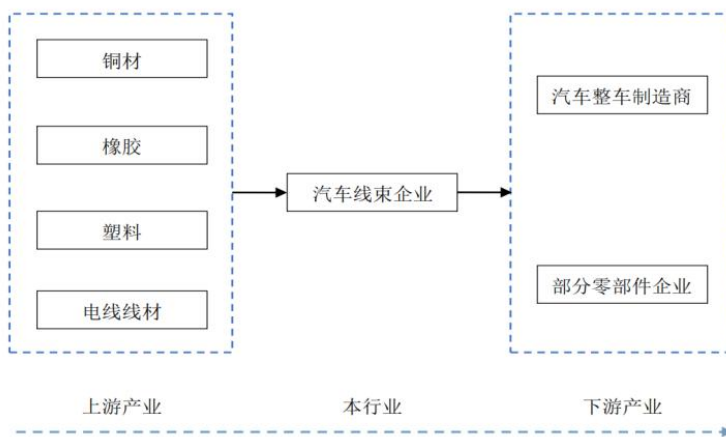 铜材
橡胶
塑料
电线线材
汽车线束企业
汽车整车制造商
部分零部件企业
上游产业
本行业
下游产业